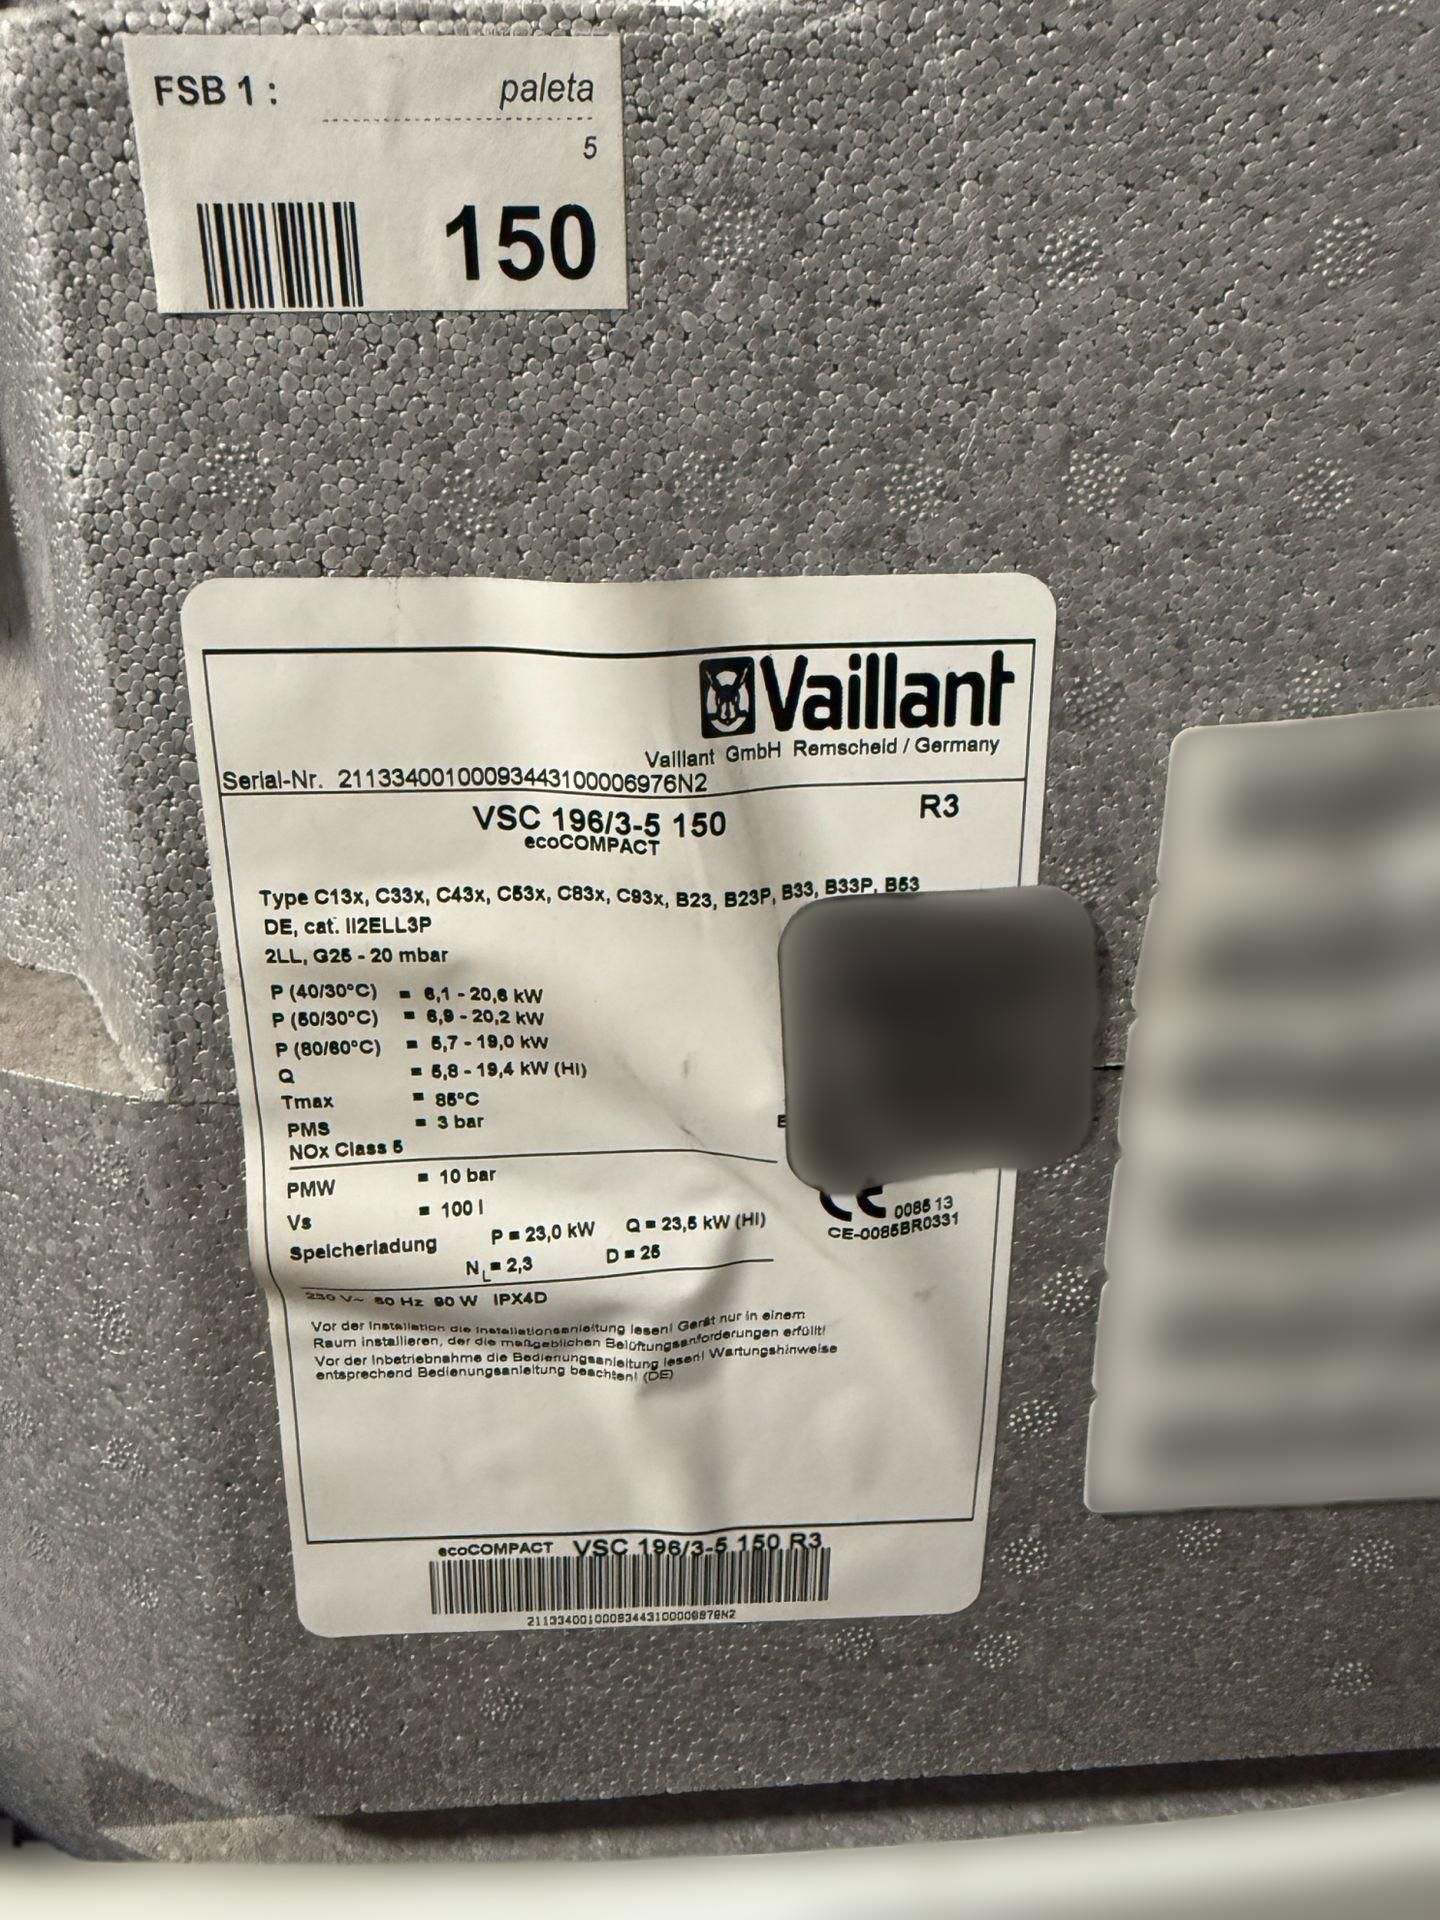 FSB 1 : paleta
5
150
Vaillant
Vaillant GmbH Remscheid / Germany
Serial-Nr. 21133400100093443100006976N2
VSC 196/3-5 150 R3
ecoCOMPACT
Type C13x, C33x, C43x, C53x, C83x, C93x, B23, B23P, B33, B33P, B53
DE, cat. II2ELL3P
2LL, G25 - 20 mbar
P (40/30°C) = 6,1 - 20,6 kW
P (50/30°C) = 6,9 - 20,2 kW
P (80/60°C) = 5,7 - 19,0 kW
Q = 5,8 - 19,4 kW (HI)
Tmax = 85°C
PMS = 3 bar
NOx Class 5
PMW = 10 bar
Vs = 100 l
Speicherladung P = 23,0 kW Q = 23,5 kW (HI)
NL = 2,3 D = 25
CE 0085 13
CE-0085BR0331
230 V~ 50 Hz 90 W IPX4D
Vor der Installation die Installationsanleitung lesen! Gerät nur in einem
Raum installieren, der die maßgeblichen Belüftungsanforderungen erfüllt!
Vor der Inbetriebnahme die Bedienungsanleitung lesen! Wartungshinweise
entsprechend Bedienungsanleitung beachten! (DE)
ecoCOMPACT VSC 196/3-5 150 R3
21133400100093443100006976N2